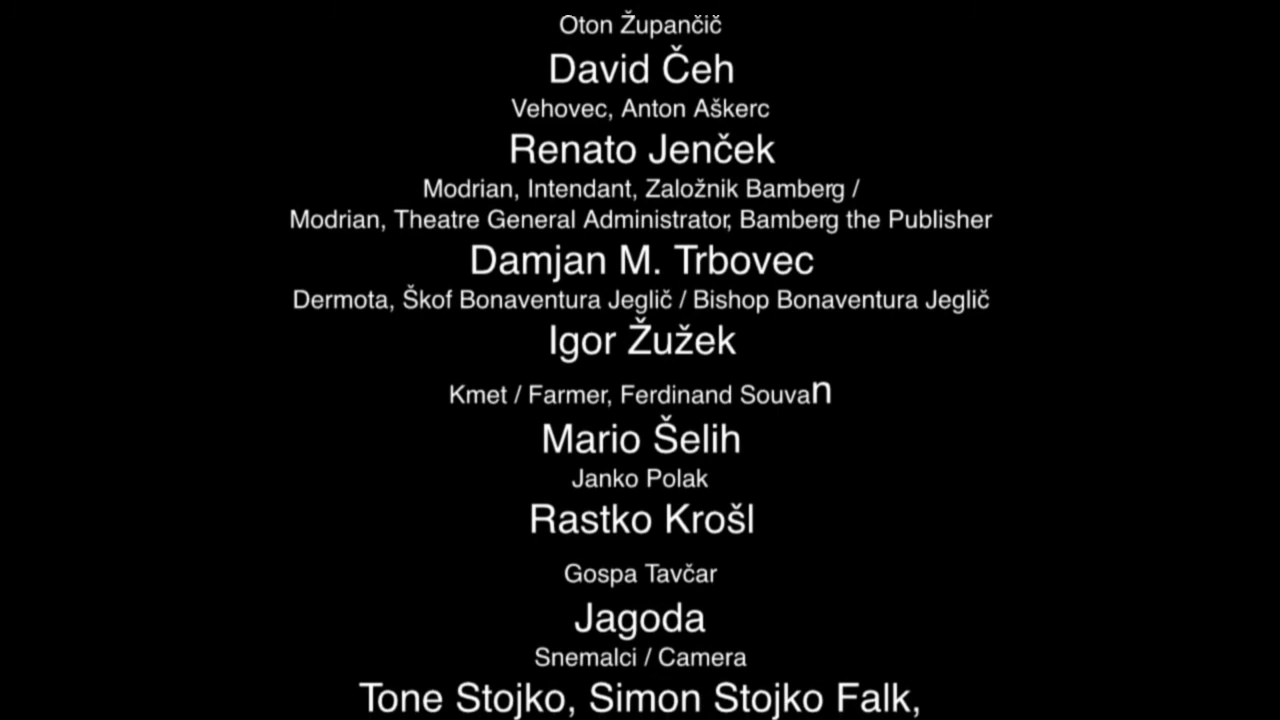 Oton Župančič
David Čeh
Vehovec, Anton Aškerc
Renato Jenček
Modrian, Intendant, Založnik Bamberg /
Modrian, Theatre General Administrator, Bamberg the Publisher
Damjan M. Trbovec
Dermota, Škof Bonaventura Jeglič / Bishop Bonaventura Jeglič
Igor Žužek
Kmet / Farmer, Ferdinand Souvan
Mario Šelih
Janko Polak
Rastko Krošl
Gospa Tavčar
Jagoda
Snemalci / Camera
Tone Stojko, Simon Stojko Falk,